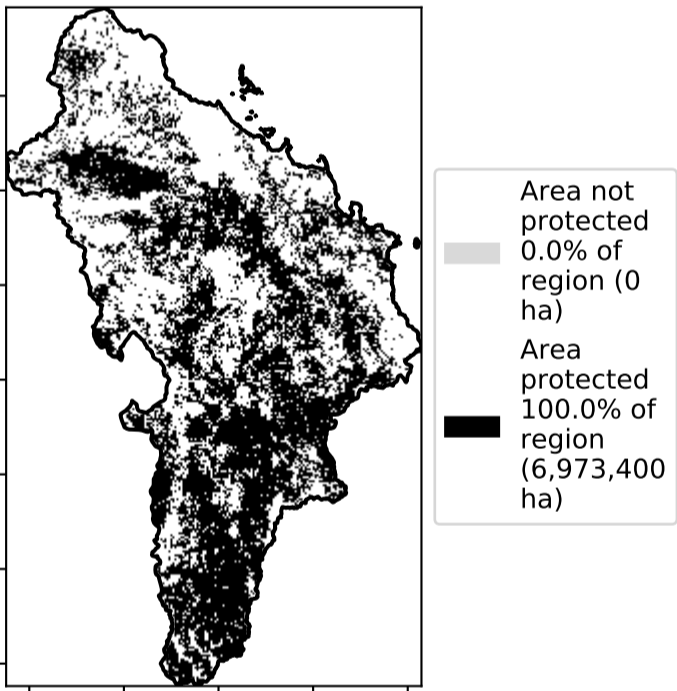 Area not
protected
0.0% of
region (0
ha)
Area
protected
100.0% of
region
(6,973,400
ha)